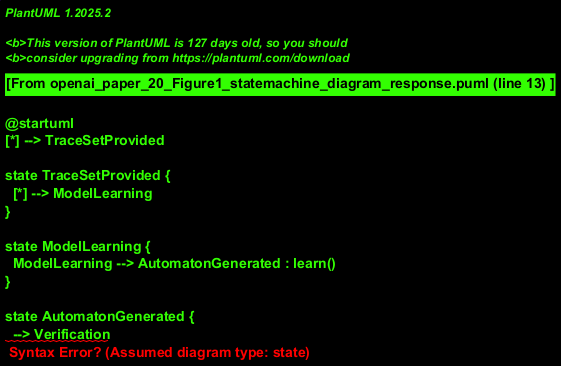 PlantUML 1.2025.2
<b>This version of PlantUML is 127 days old, so you should
<b>consider upgrading from https://plantuml.com/download
[From openai_paper_20_Figure1_statemachine_diagram_response.puml (line 13) ]
@startuml
[*] --> TraceSetProvided
state TraceSetProvided {
[*] --> ModelLearning
}
state ModelLearning {
ModelLearning --> AutomatonGenerated : learn()
}
state AutomatonGenerated {
--> Verification
Syntax Error? (Assumed diagram type: state)